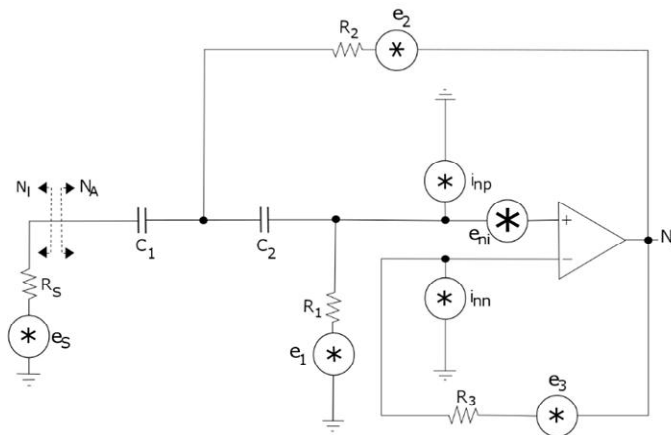 R2 e2
NI NA
inp
C1 C2 eni + N
−
RS R1 inn
eS e1 e3
R3